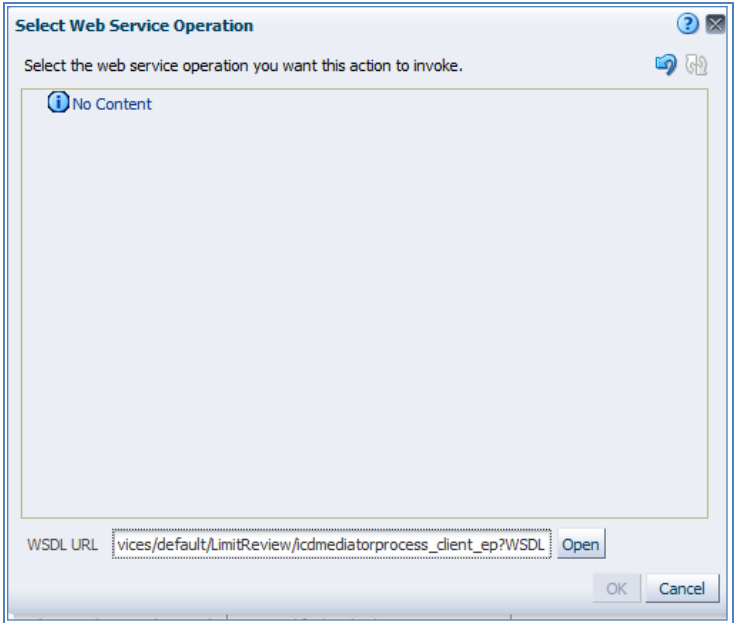 Select Web Service Operation
Select the web service operation you want this action to invoke.
No Content
WSDL URL vices/default/LimitReview/icdmediatorprocess_client_ep?WSDL Open
OK Cancel